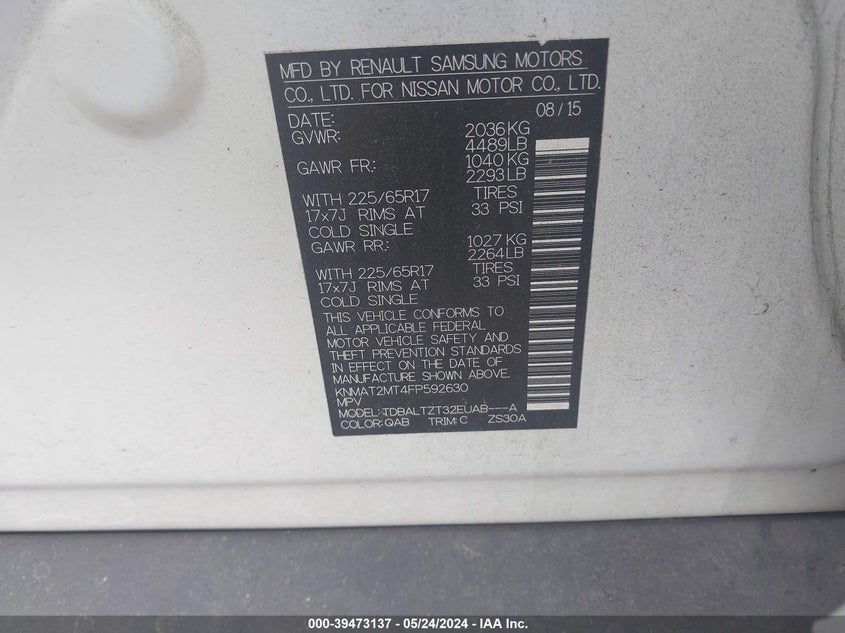 MFD BY RENAULT SAMSUNG MOTORS
CO., LTD. FOR NISSAN MOTOR CO., LTD.
DATE: 08/15
GVWR: 2036KG
4489LB
GAWR FR: 1040KG
2293LB
WITH 225/65R17 TIRES
17x7J RIMS AT 33 PSI
COLD SINGLE
GAWR RR: 1027KG
2264LB
WITH 225/65R17 TIRES
17x7J RIMS AT 33 PSI
COLD SINGLE
THIS VEHICLE CONFORMS TO
ALL APPLICABLE FEDERAL
MOTOR VEHICLE SAFETY AND
THEFT PREVENTION STANDARDS
IN EFFECT ON THE DATE OF
MANUFACTURE SHOWN ABOVE.
KNMAT2MT4FP592630
MPV
MODEL: TDBALTZT32EUAB---A
COLOR: QAB TRIM: C ZS30A
000-39473137 - 05/24/2024 - IAA Inc.